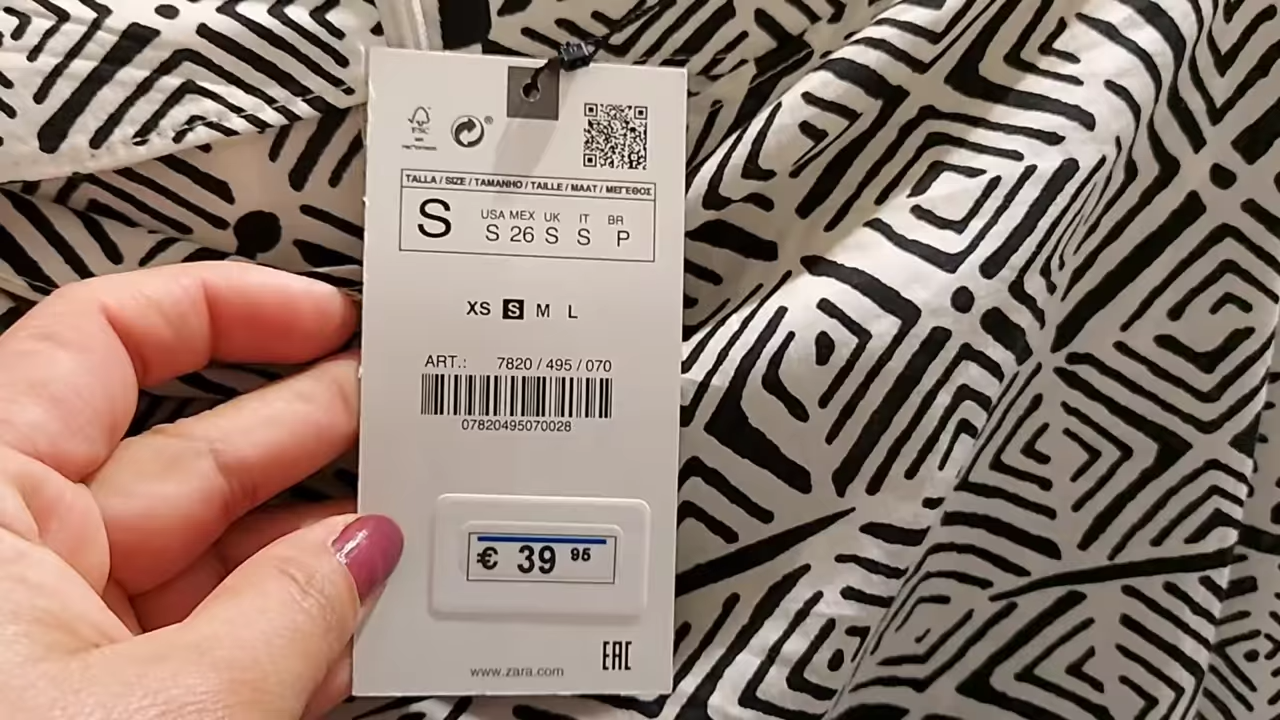 ®
TALLA / SIZE / TAMANHO / TAILLE / MAAT / ΜΕΓΕΘΟΣ
S
USA MEX UK IT BR
S 26 S S P
XS S M L
ART.: 7820 / 495 / 070
07820495070028
€ 39 95
EAC
www.zara.com